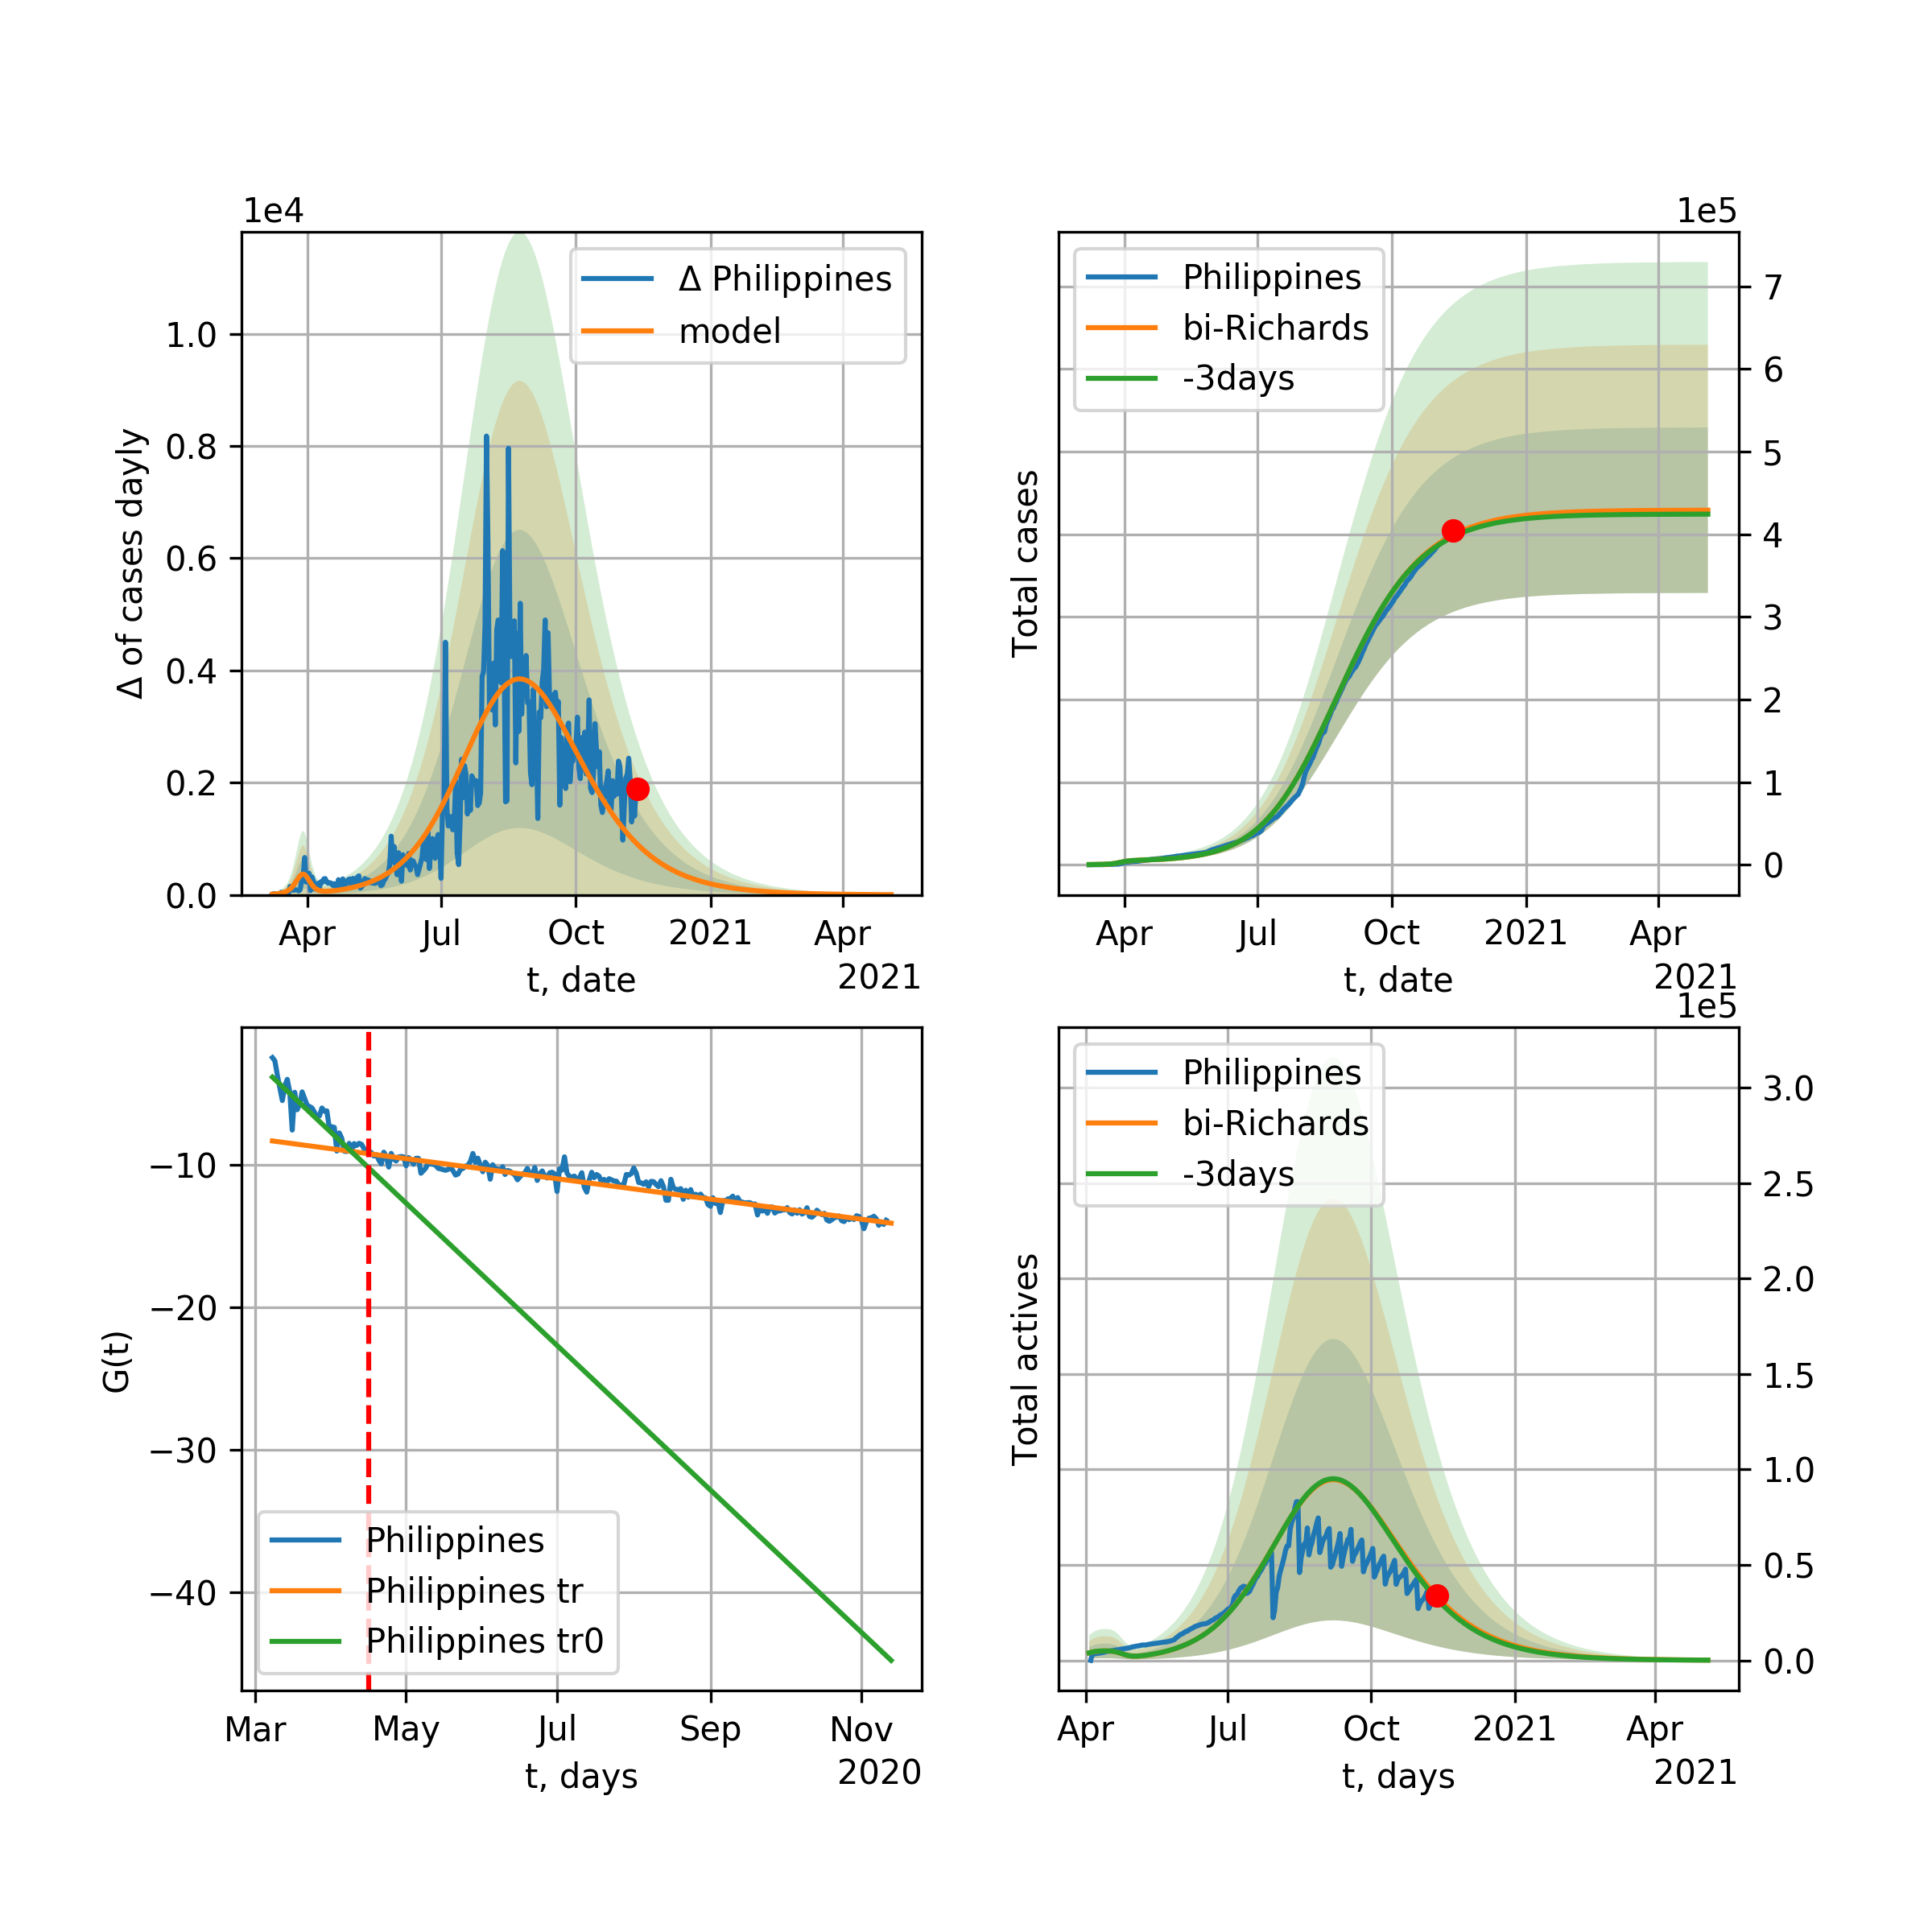 1e4
Δ of cases dayly
1.0
0.8
0.6
0.4
0.2
0.0
Δ Philippines
model
Apr
Jul
Oct
2021
Apr
t, date
2021
1e5
Total cases
Philippines
bi-Richards
-3days
7
6
5
4
3
2
1
0
Apr
Jul
Oct
2021
Apr
t, date
2021
G(t)
−10
−20
−30
−40
Philippines
Philippines tr
Philippines tr0
Mar
May
Jul
Sep
Nov
t, days
2020
1e5
Total actives
Philippines
bi-Richards
-3days
3.0
2.5
2.0
1.5
1.0
0.5
0.0
Apr
Jul
Oct
2021
Apr
t, days
2021